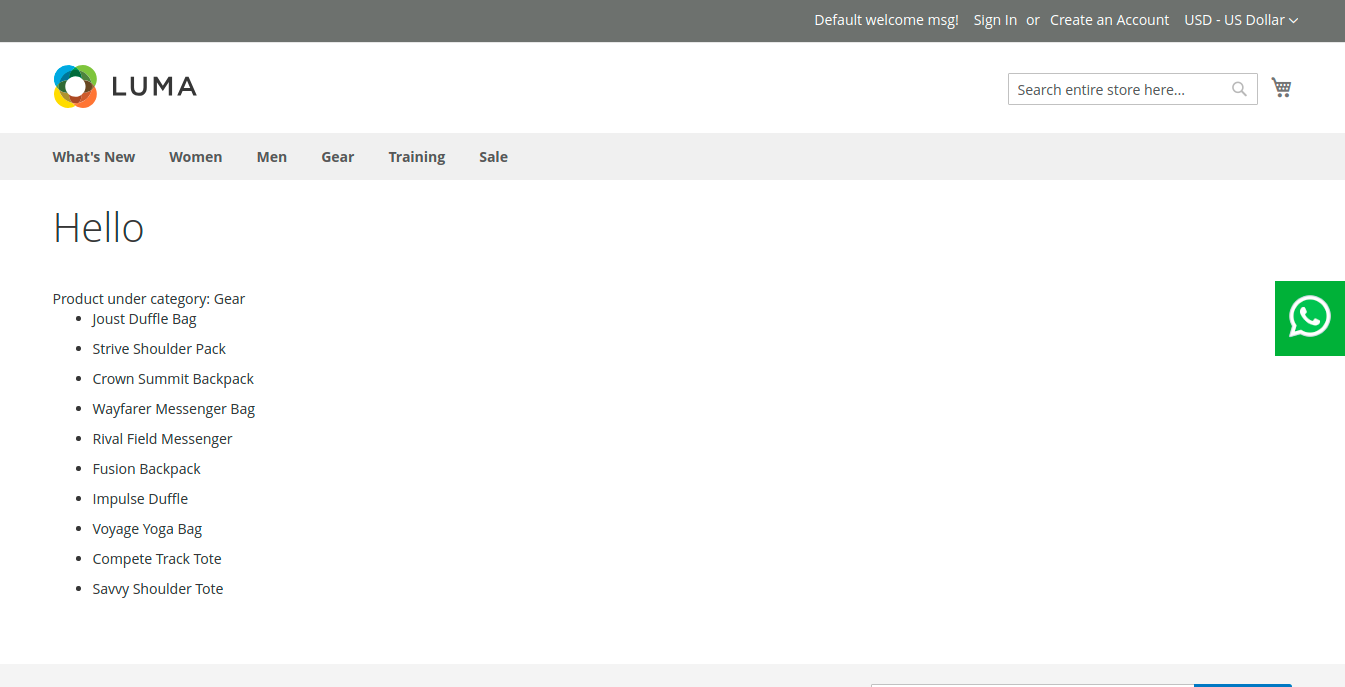 Default welcome msg! Sign In or Create an Account USD - US Dollar
LUMA
Search entire store here...
What's New Women Men Gear Training Sale
Hello
Product under category: Gear
Joust Duffle Bag
Strive Shoulder Pack
Crown Summit Backpack
Wayfarer Messenger Bag
Rival Field Messenger
Fusion Backpack
Impulse Duffle
Voyage Yoga Bag
Compete Track Tote
Savvy Shoulder Tote